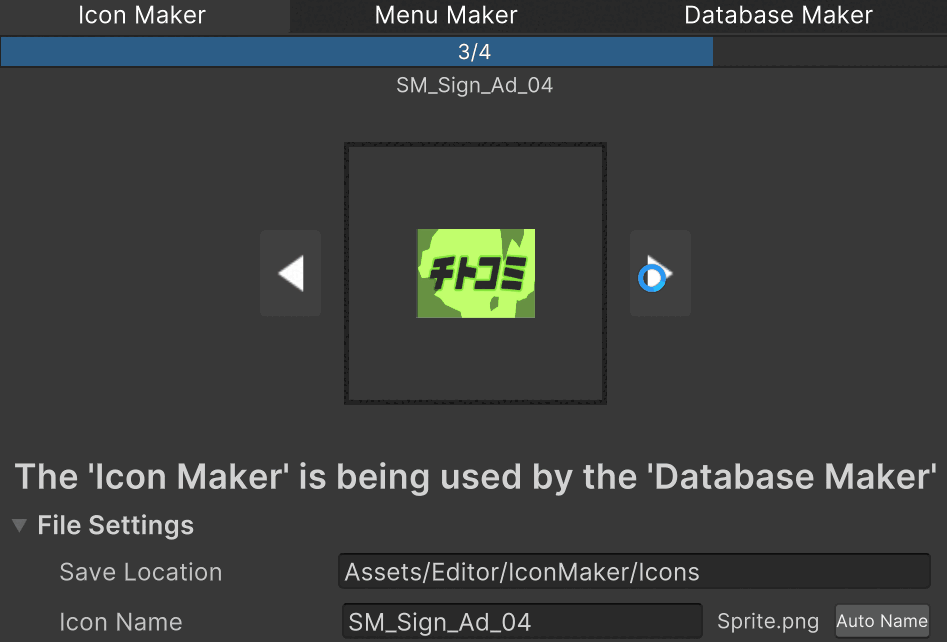 Icon Maker Menu Maker Database Maker
3/4
SM_Sign_Ad_04
チトコミ
The 'Icon Maker' is being used by the 'Database Maker'
File Settings
Save Location Assets/Editor/IconMaker/Icons
Icon Name SM_Sign_Ad_04 Sprite.png Auto Name